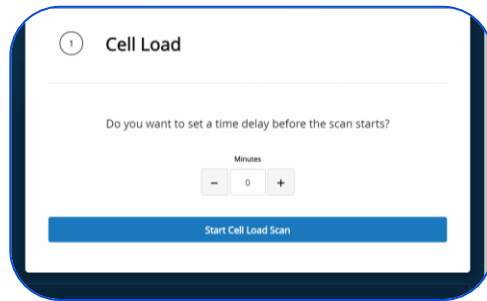 1
Cell Load
Do you want to set a time delay before the scan starts?
Minutes
− 0 +
Start Cell Load Scan